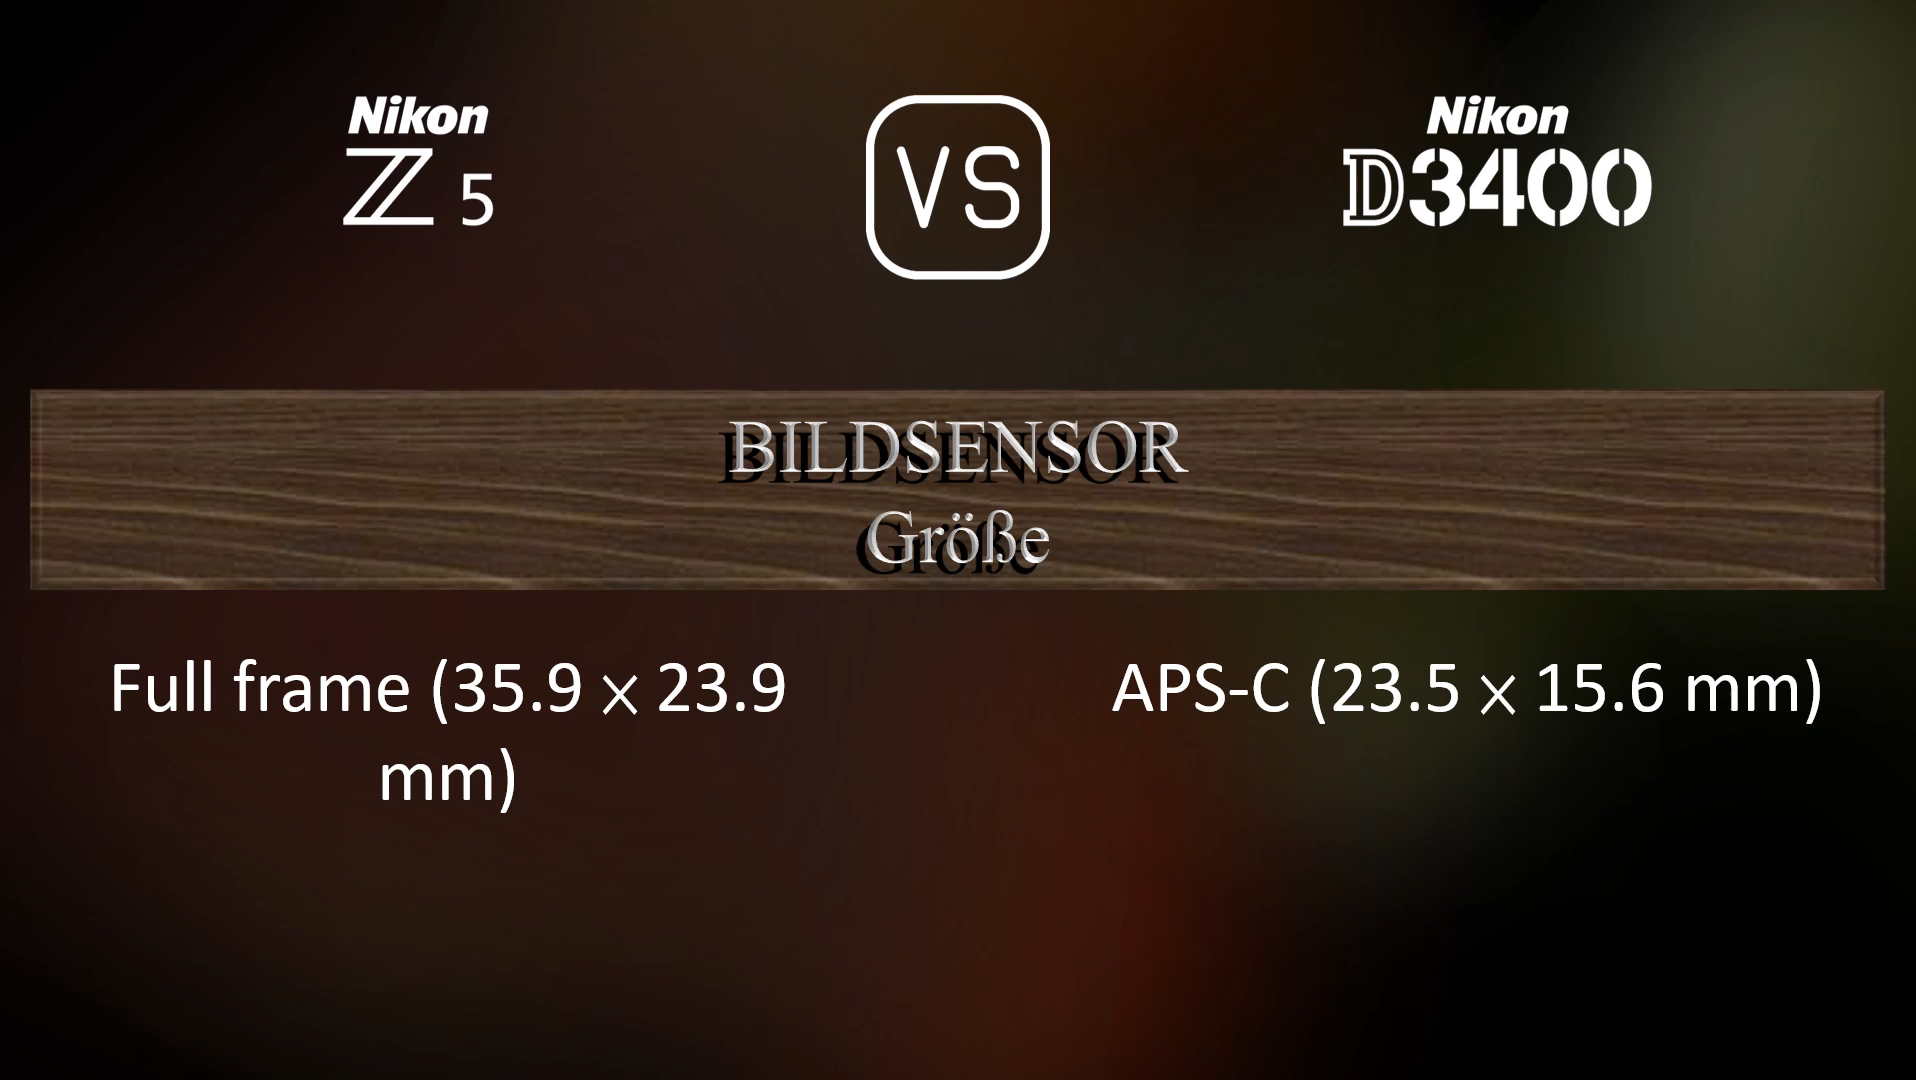 Nikon
Z 5
VS
Nikon
D3400
BILDSENSOR
Größe
Full frame (35.9 x 23.9
mm)
APS-C (23.5 x 15.6 mm)